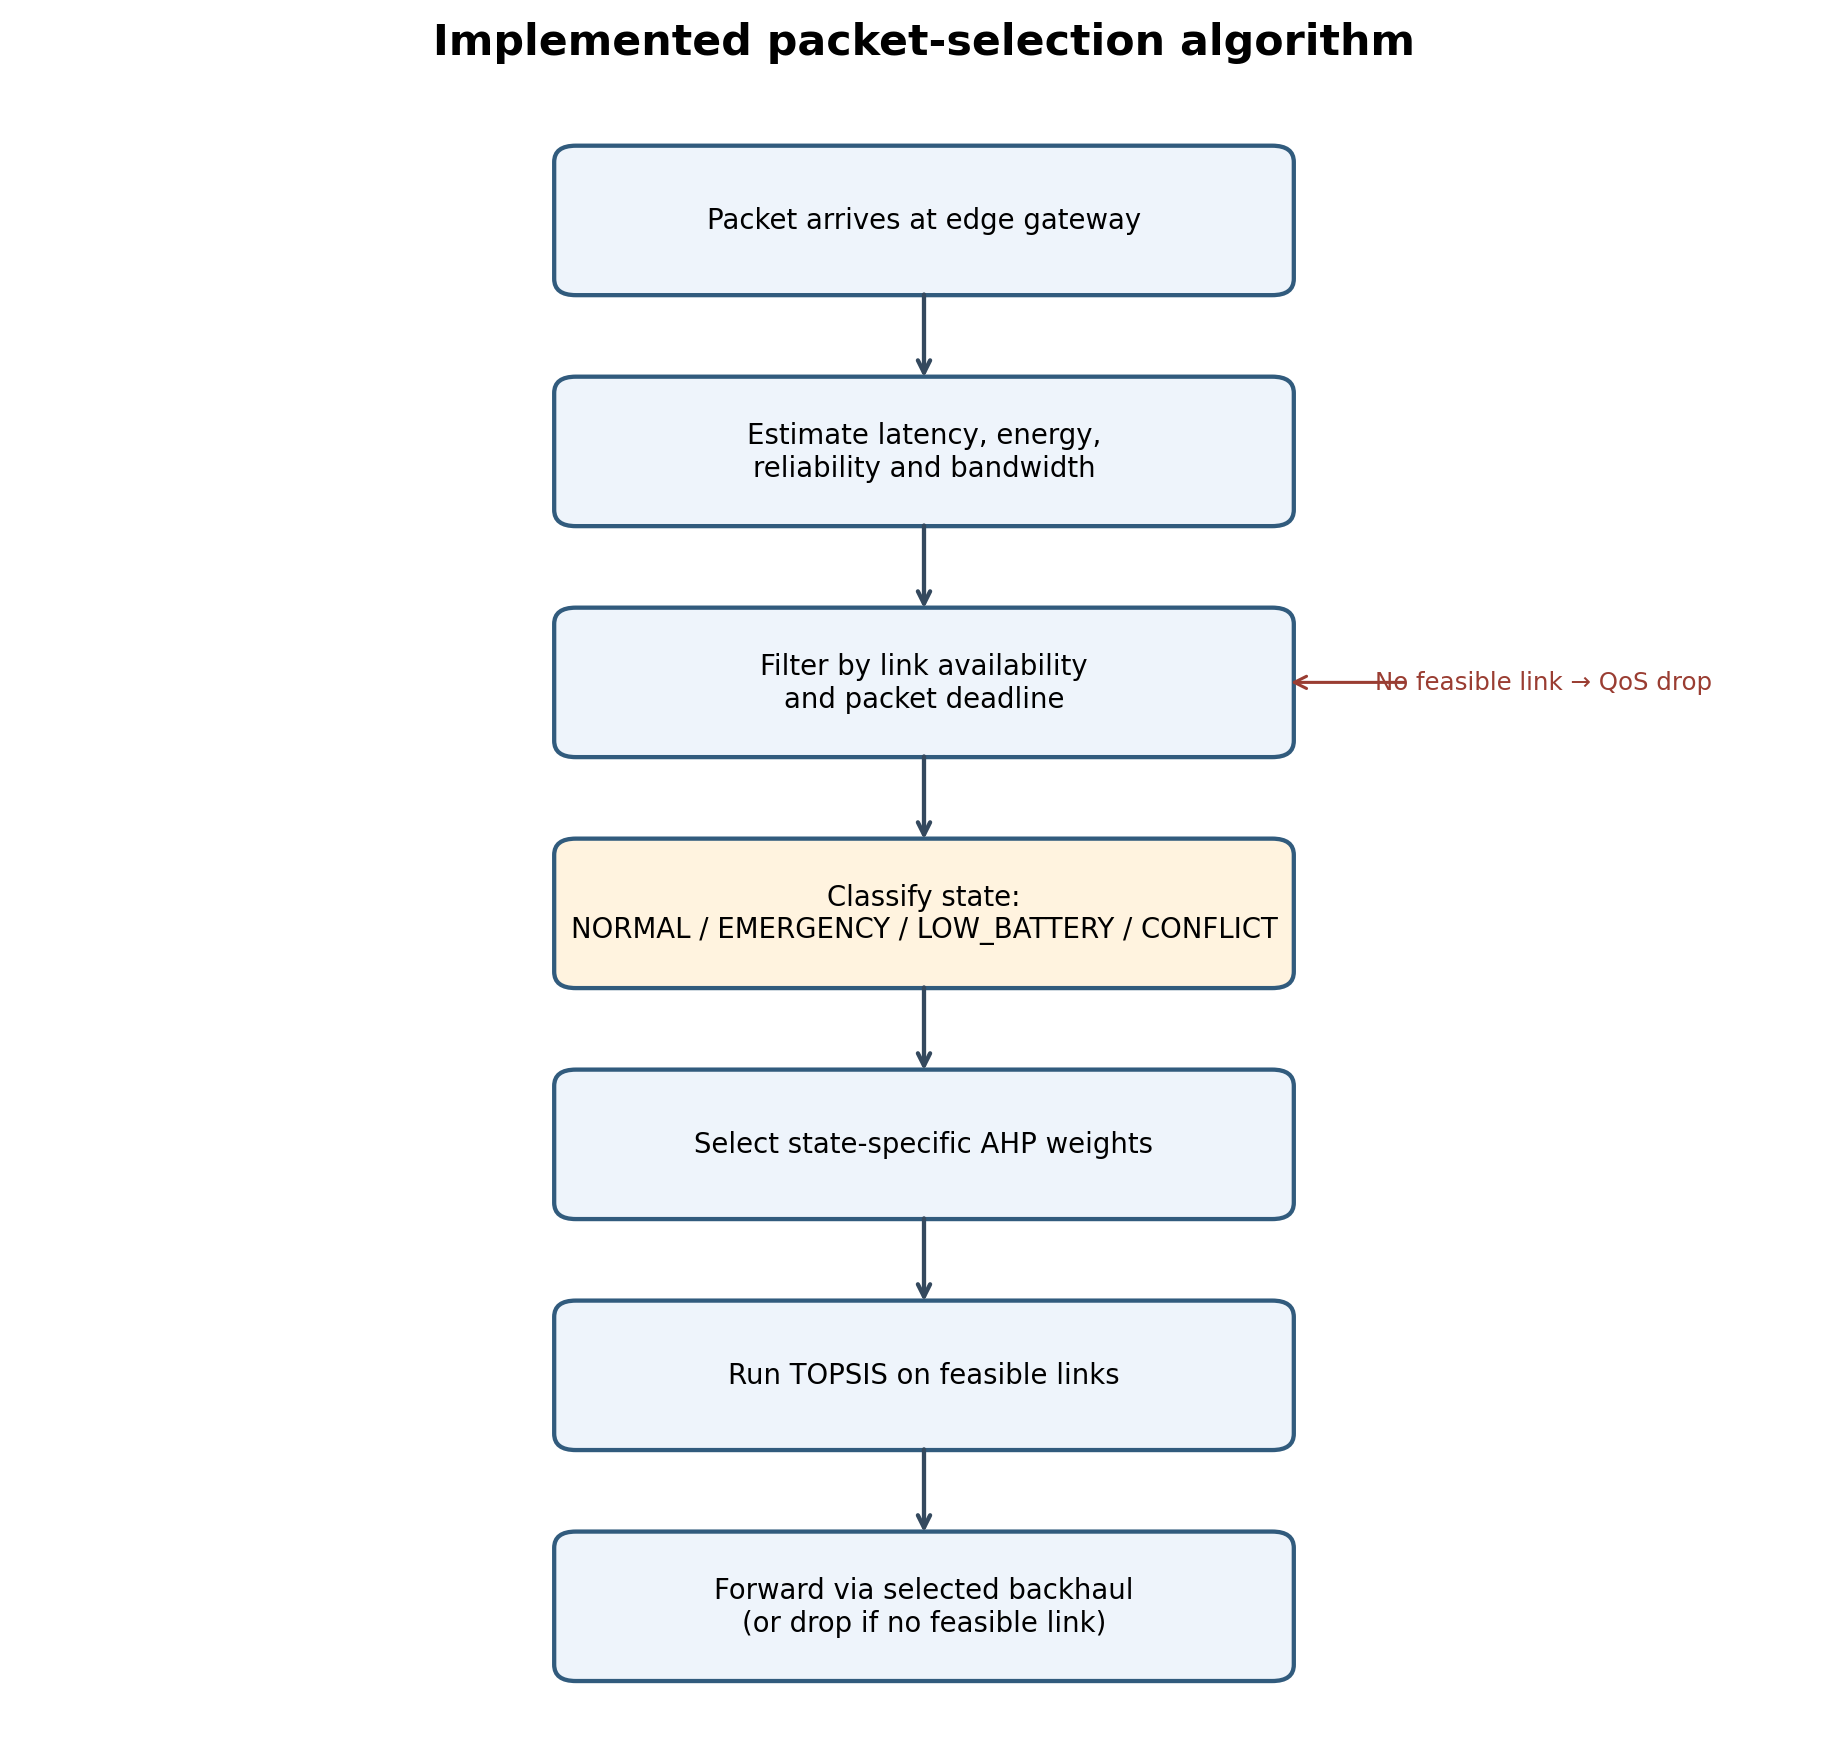 Implemented packet-selection algorithm
Packet arrives at edge gateway
Estimate latency, energy,
reliability and bandwidth
Filter by link availability
and packet deadline
No feasible link → QoS drop
Classify state:
NORMAL / EMERGENCY / LOW_BATTERY / CONFLICT
Select state-specific AHP weights
Run TOPSIS on feasible links
Forward via selected backhaul
(or drop if no feasible link)